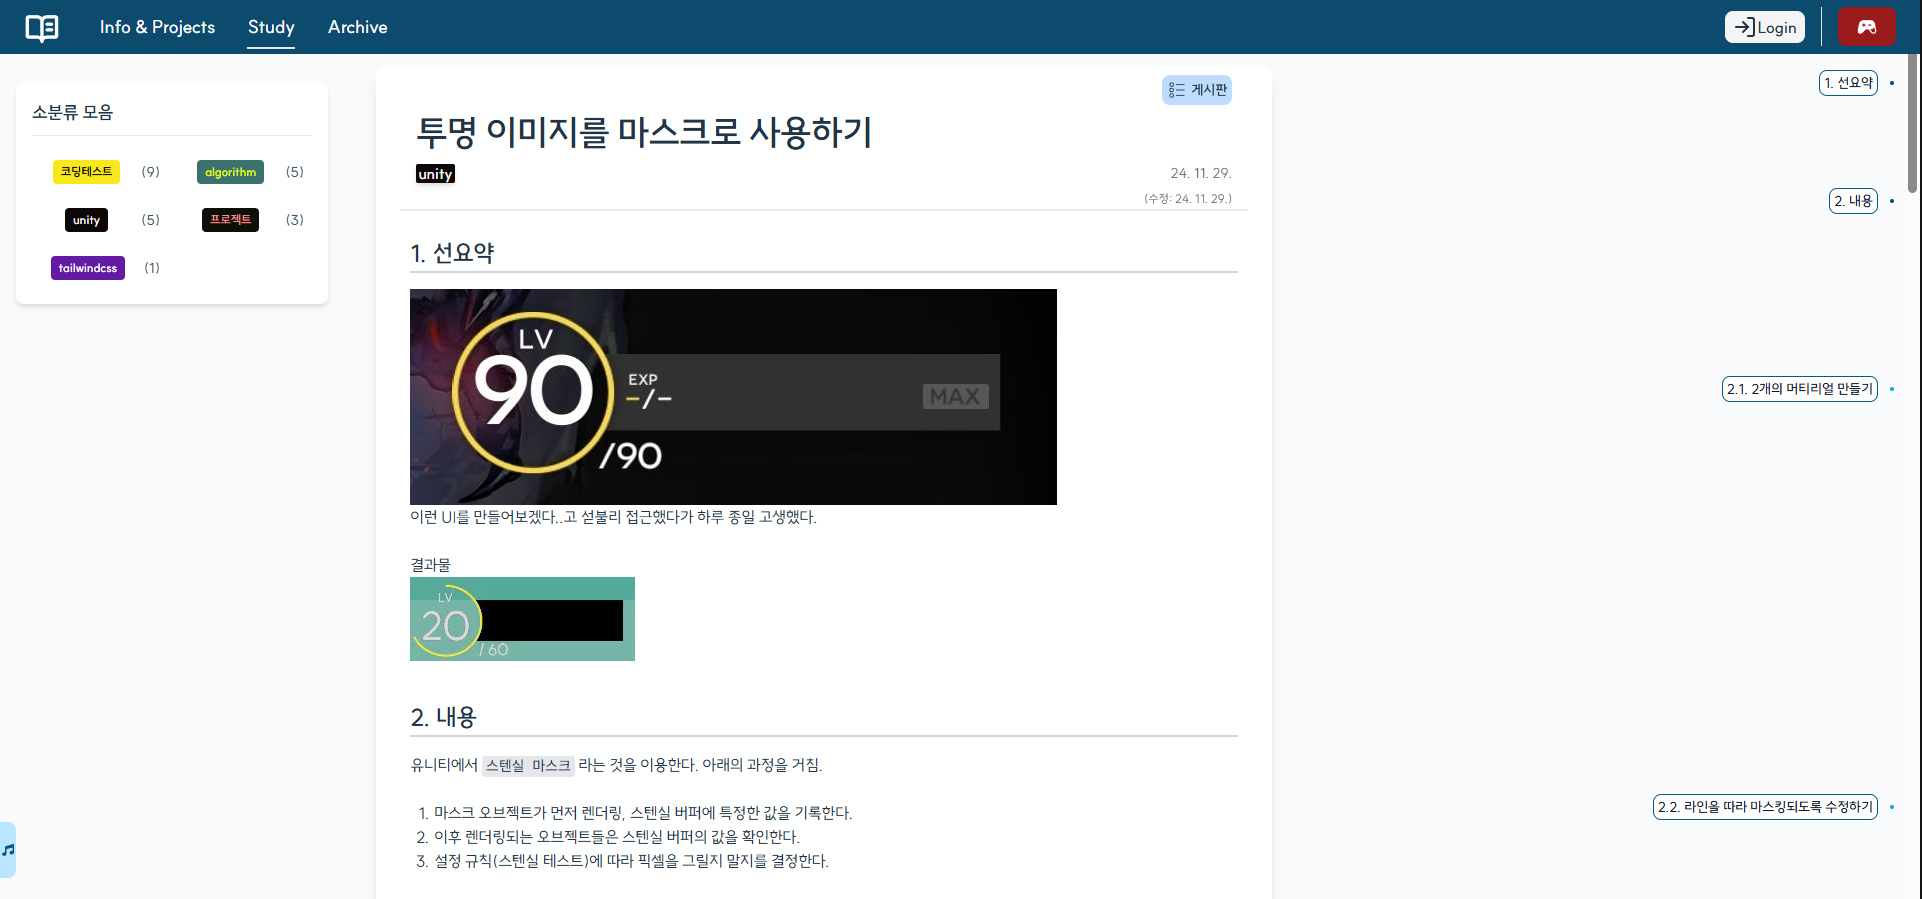 Info & Projects
Study
Archive
Login
소분류 모음
코딩테스트 (9)
algorithm (5)
unity (5)
프로젝트 (3)
tailwindcss (1)
게시판
투명 이미지를 마스크로 사용하기
unity
24. 11. 29.
(수정: 24. 11. 29.)
1. 선요약
LV
90
EXP
–/–
MAX
/90
이런 UI를 만들어보겠다..고 섣불리 접근했다가 하루 종일 고생했다.
결과물
LV
20
/ 60
2. 내용
유니티에서 스텐실 마스크 라는 것을 이용한다. 아래의 과정을 거침.
1. 마스크 오브젝트가 먼저 렌더링, 스텐실 버퍼에 특정한 값을 기록한다.
2. 이후 렌더링되는 오브젝트들은 스텐실 버퍼의 값을 확인한다.
3. 설정 규칙(스텐실 테스트)에 따라 픽셀을 그릴지 말지를 결정한다.
1. 선요약
2. 내용
2.1. 2개의 머티리얼 만들기
2.2. 라인을 따라 마스킹되도록 수정하기